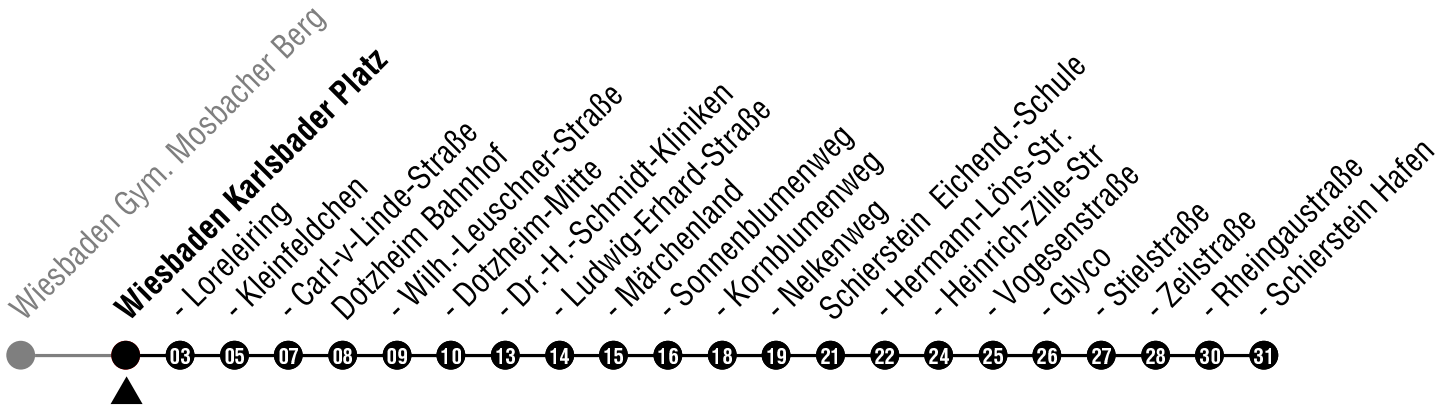 Wiesbaden Gym. Mosbacher Berg
Wiesbaden Karlsbader Platz
- Loreleiring
- Kleinfeldchen
- Carl-v-Linde-Straße
Dotzheim Bahnhof
- Wilh.-Leuschner-Straße
- Dotzheim-Mitte
- Dr.-H.-Schmidt-Kliniken
- Ludwig-Erhard-Straße
- Märchenland
- Sonnenblumenweg
- Kornblumenweg
- Nelkenweg
Schierstein Eichend.-Schule
- Hermann-Löns-Str.
- Heinrich-Zille-Str
- Vogesenstraße
- Glyco
- Stielstraße
- Zeilstraße
- Rheingaustraße
- Schierstein Hafen
03 05 07 08 09 10 13 14 15 16 18 19 21 22 24 25 26 27 28 30 31